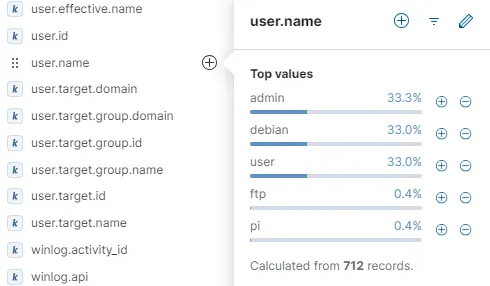 user.effective.name
user.id
user.name
user.target.domain
user.target.group.domain
user.target.group.id
user.target.group.name
user.target.id
user.target.name
winlog.activity_id
winlog.api
user.name
Top values
admin 33.3%
debian 33.0%
user 33.0%
ftp 0.4%
pi 0.4%
Calculated from 712 records.